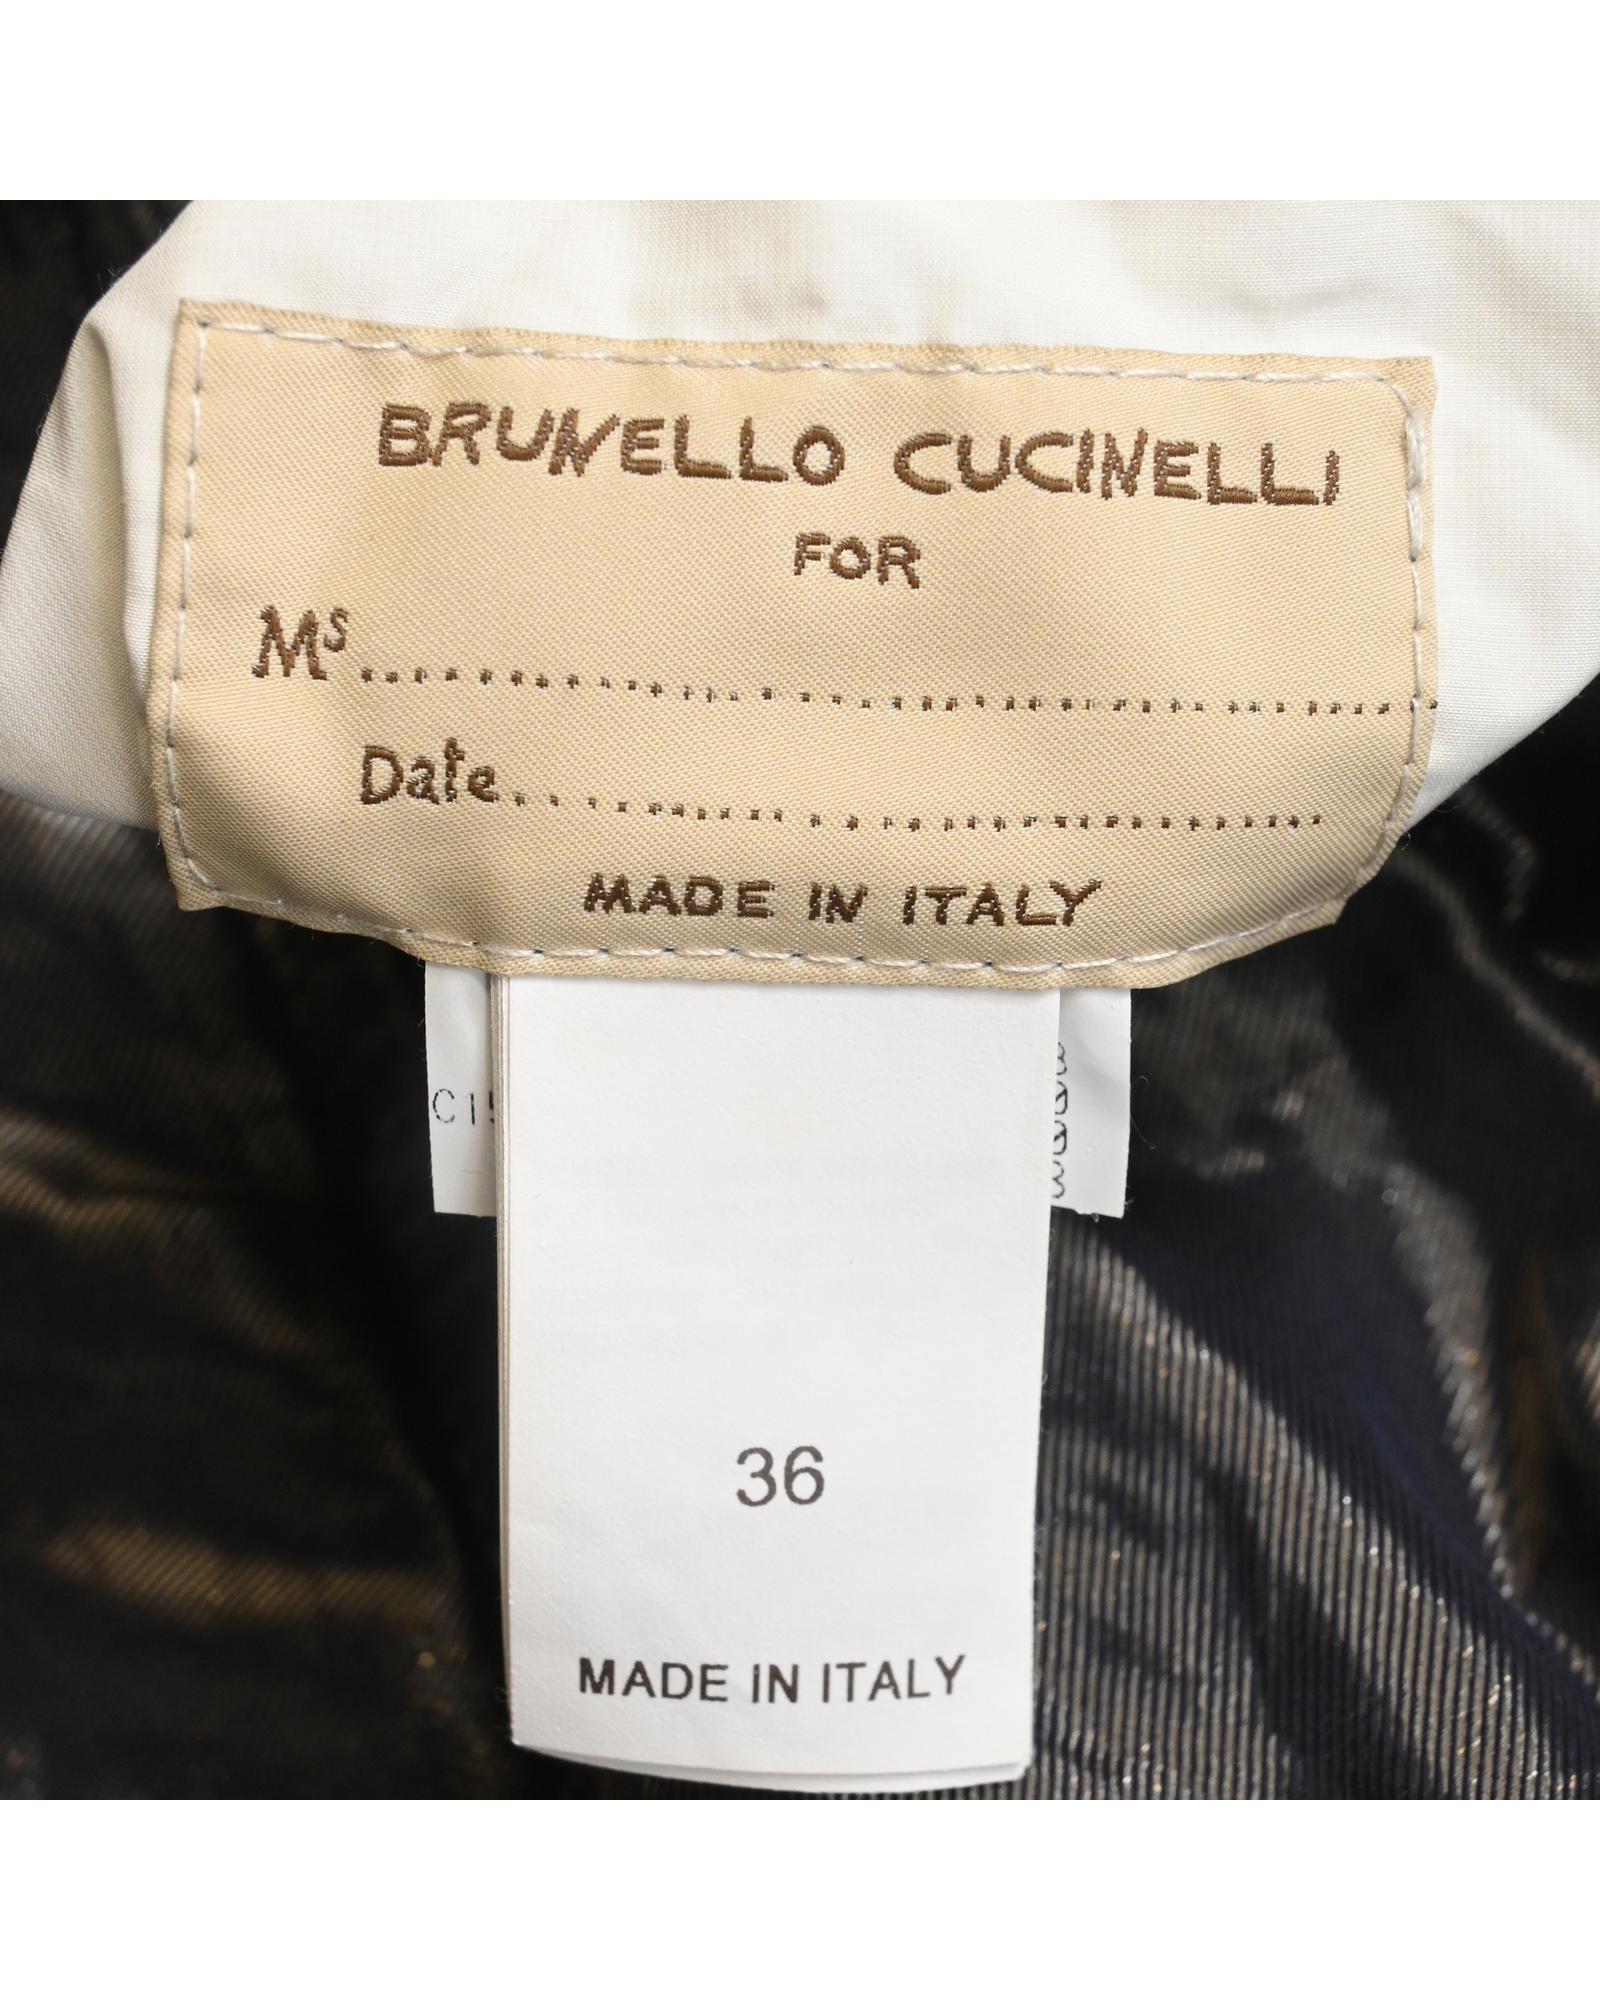 BRUNELLO CUCINELLI
FOR
Ms........................................
Date..............................
MADE IN ITALY
36
MADE IN ITALY